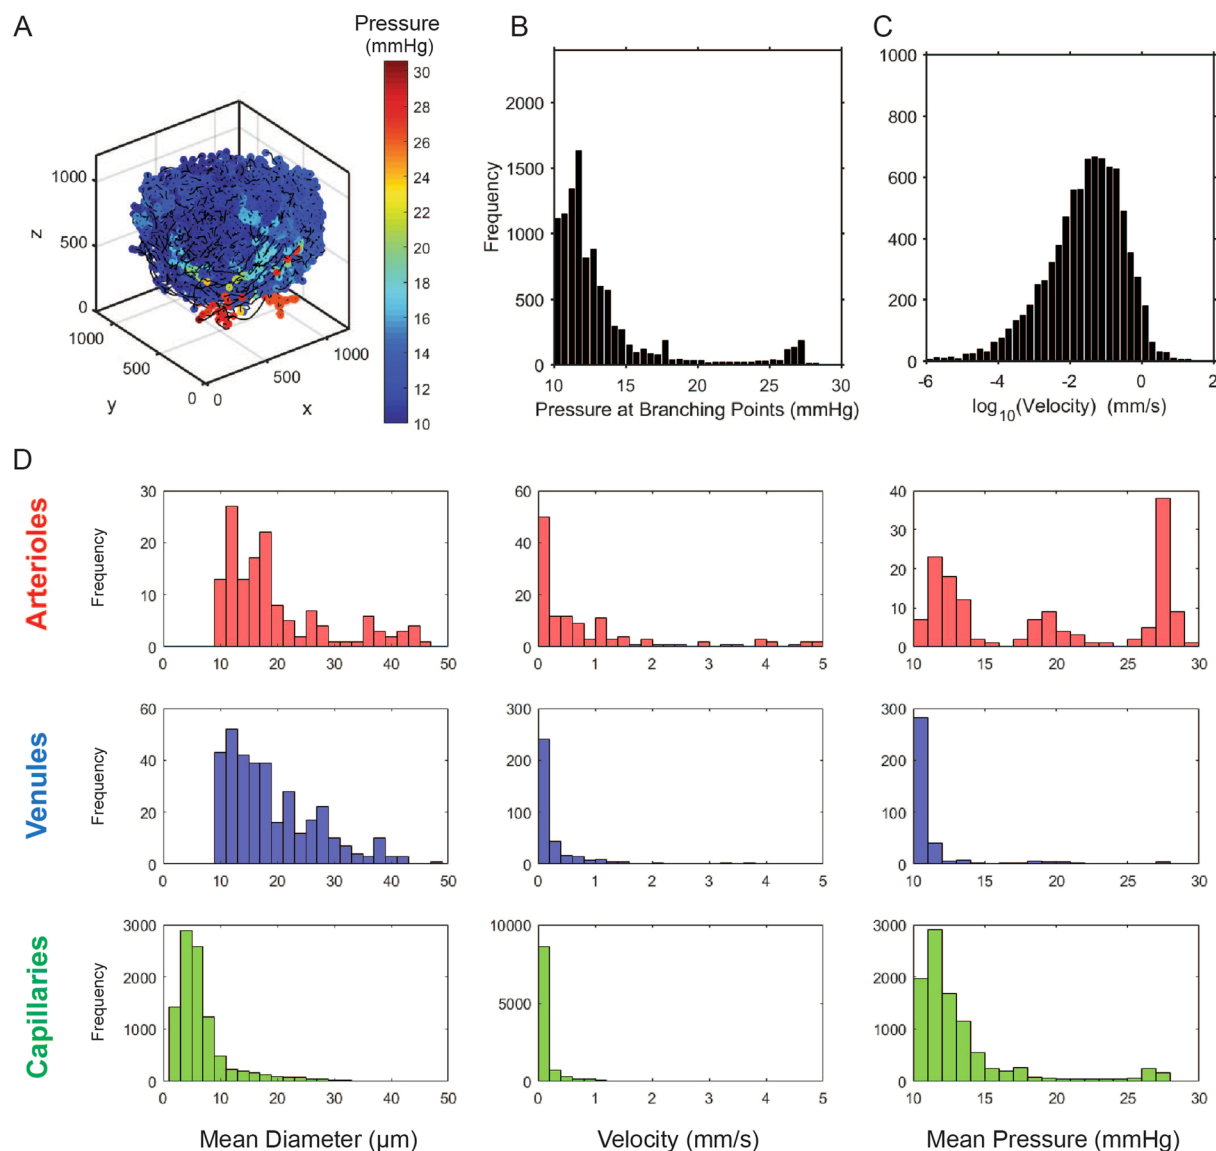 A
Pressure
(mmHg)
30
28
26
24
22
20
18
16
14
12
10
1000
500
0
z
1000
500
0
y
0
500
1000
x
B
2000
1500
1000
500
0
Frequency
10 15 20 25 30
Pressure at Branching Points (mmHg)
C
1000
800
600
400
200
0
-6 -4 -2 0 2
log10(Velocity) (mm/s)
D
Arterioles
Frequency
30
20
10
0
0 10 20 30 40 50
60
40
20
0
0 1 2 3 4 5
40
30
20
10
0
10 15 20 25 30
Venules
Frequency
60
40
20
0
0 10 20 30 40 50
300
200
100
0
0 1 2 3 4 5
300
200
100
0
10 15 20 25 30
Capillaries
Frequency
3000
2000
1000
0
0 10 20 30 40 50
10000
5000
0
0 1 2 3 4 5
3000
2000
1000
0
10 15 20 25 30
Mean Diameter (µm)
Velocity (mm/s)
Mean Pressure (mmHg)